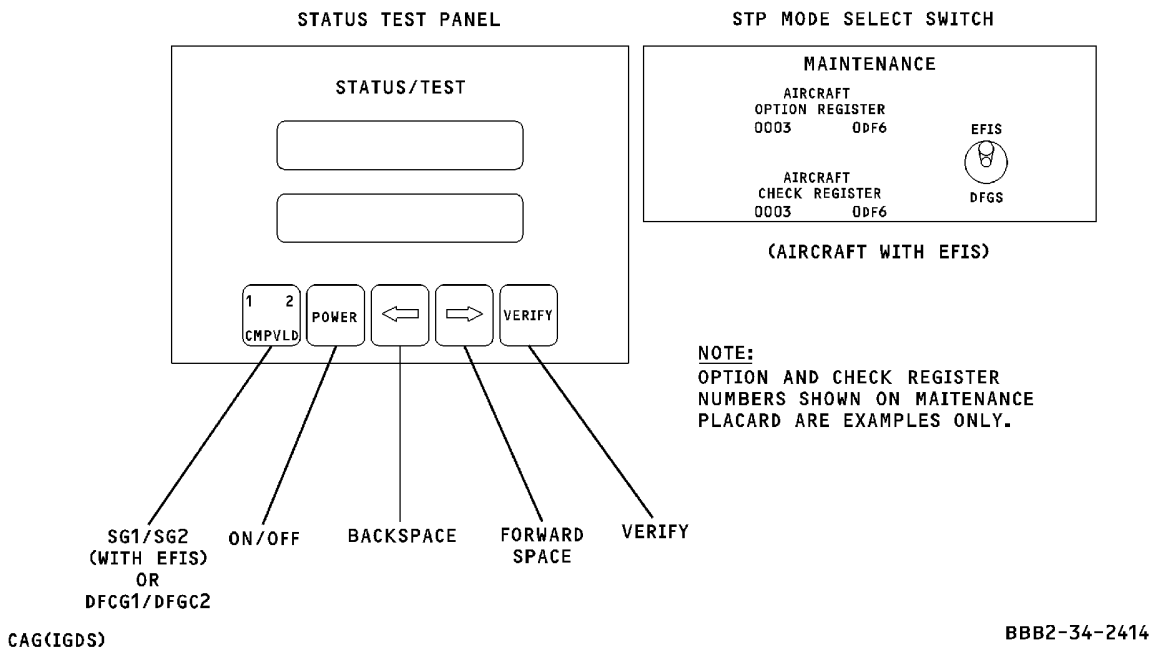 STATUS TEST PANEL
STATUS/TEST
1 2
CMPVLD
POWER
VERIFY
SG1/SG2
(WITH EFIS)
OR
DFCG1/DFGC2
ON/OFF
BACKSPACE
FORWARD
SPACE
VERIFY
STP MODE SELECT SWITCH
MAINTENANCE
AIRCRAFT
OPTION REGISTER
0003 0DF6
AIRCRAFT
CHECK REGISTER
0003 0DF6
EFIS
DFGS
(AIRCRAFT WITH EFIS)
NOTE:
OPTION AND CHECK REGISTER
NUMBERS SHOWN ON MAITENANCE
PLACARD ARE EXAMPLES ONLY.
CAG(IGDS)
BBB2-34-2414